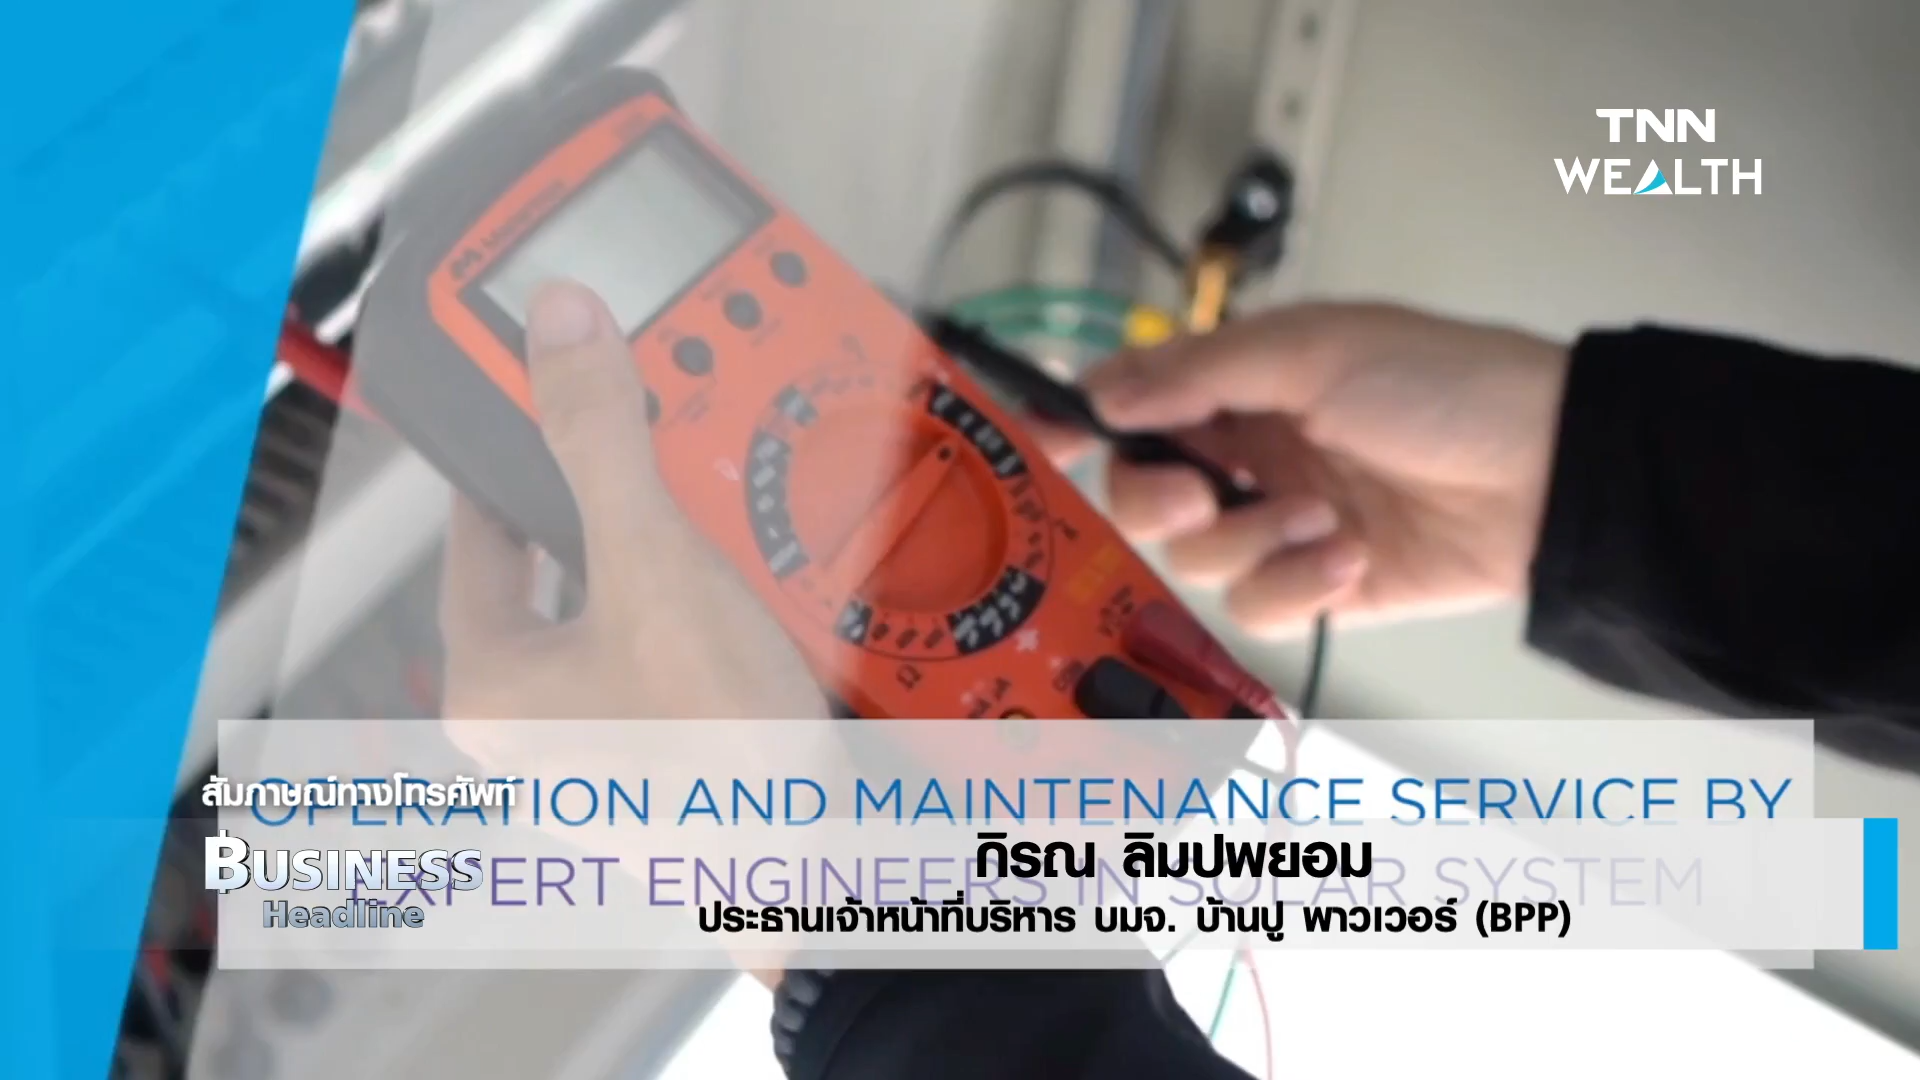 TNN
WEALTH
สัมภาษณ์ทางโทรศัพท์
OPERATION AND MAINTENANCE SERVICE BY
EXPERT ENGINEERS IN SOLAR SYSTEM
BUSINESS
Headline
กิรณ ลิมปพยอม
ประธานเจ้าหน้าที่บริหาร บมจ. บ้านปู พาวเวอร์ (BPP)